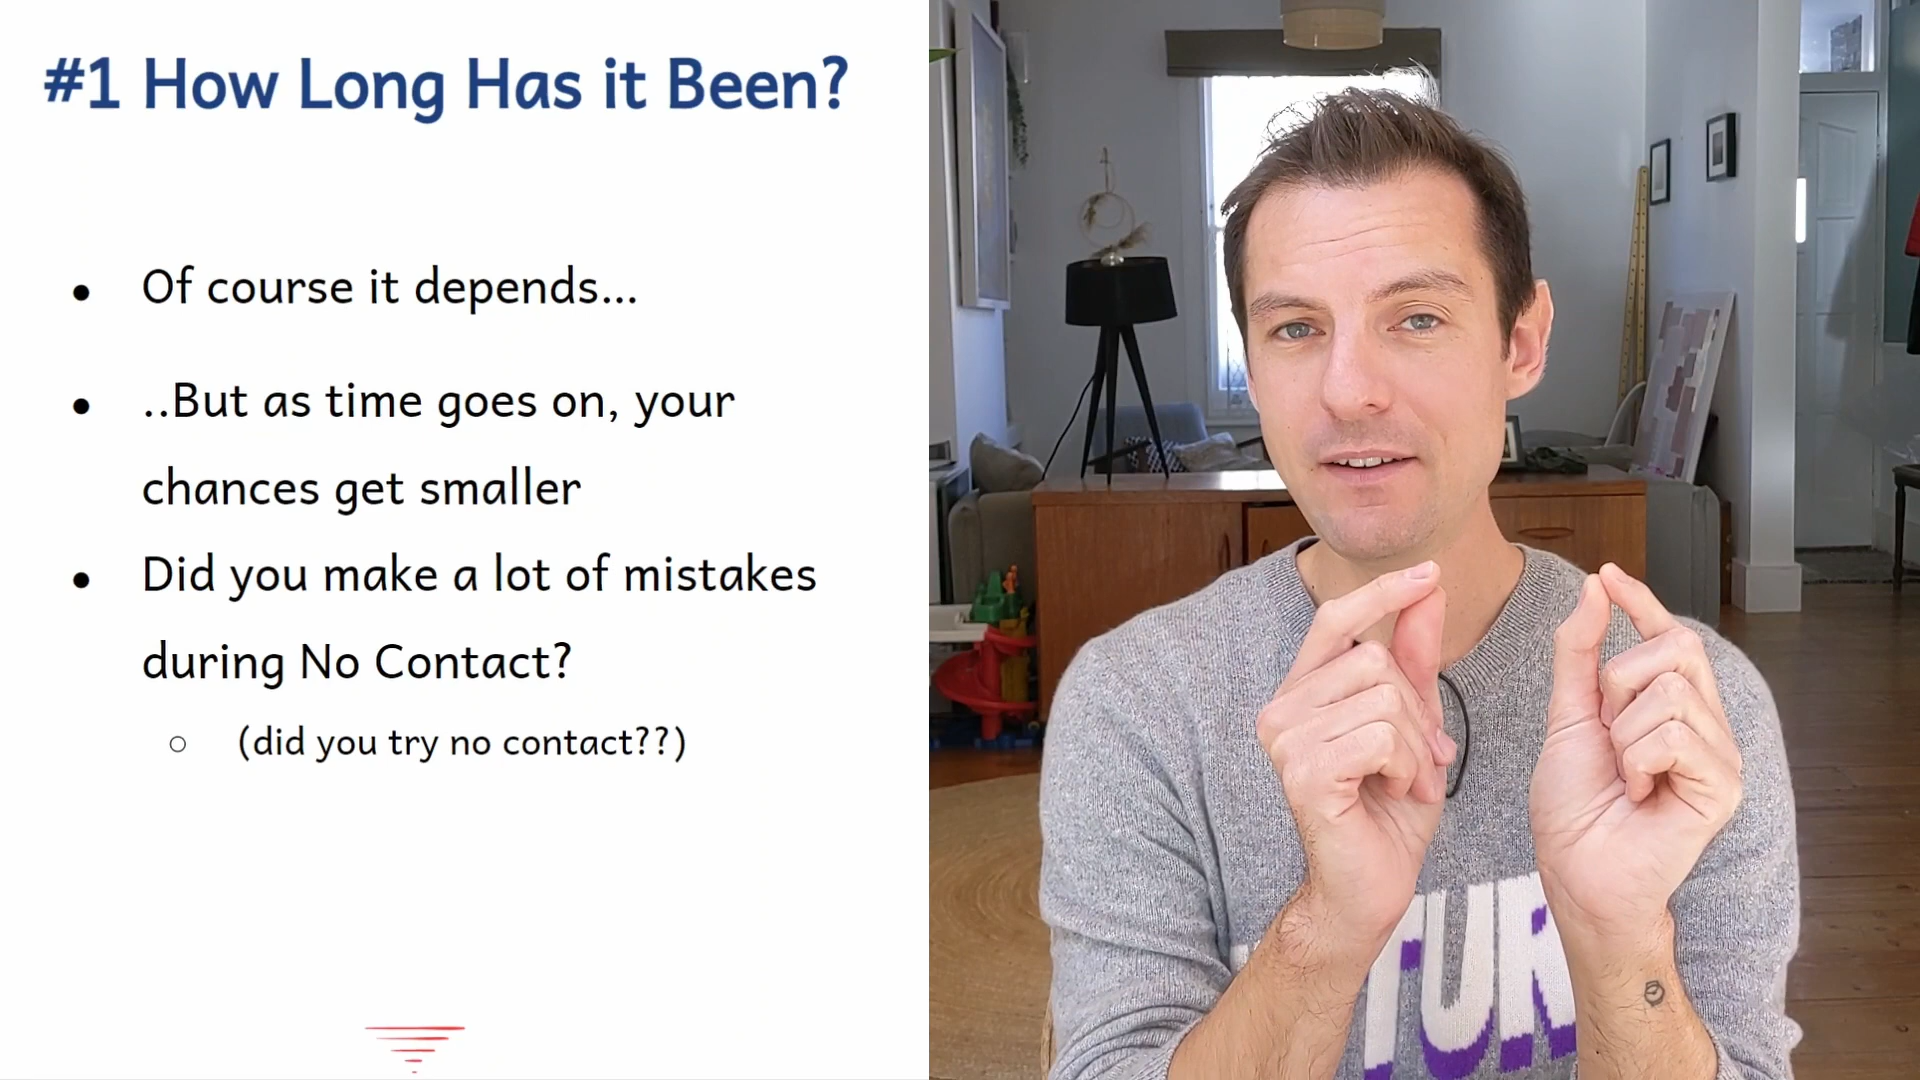 #1 How Long Has it Been?
● Of course it depends...
● ..But as time goes on, your
chances get smaller
● Did you make a lot of mistakes
during No Contact?
○ (did you try no contact??)